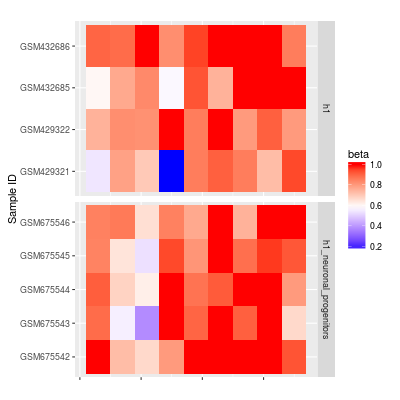 GSM432686
GSM432685
GSM429322
GSM429321
h1
GSM675546
GSM675545
GSM675544
GSM675543
GSM675542
h1_neuronal_progenitors
Sample ID
beta
1.0
0.8
0.6
0.4
0.2